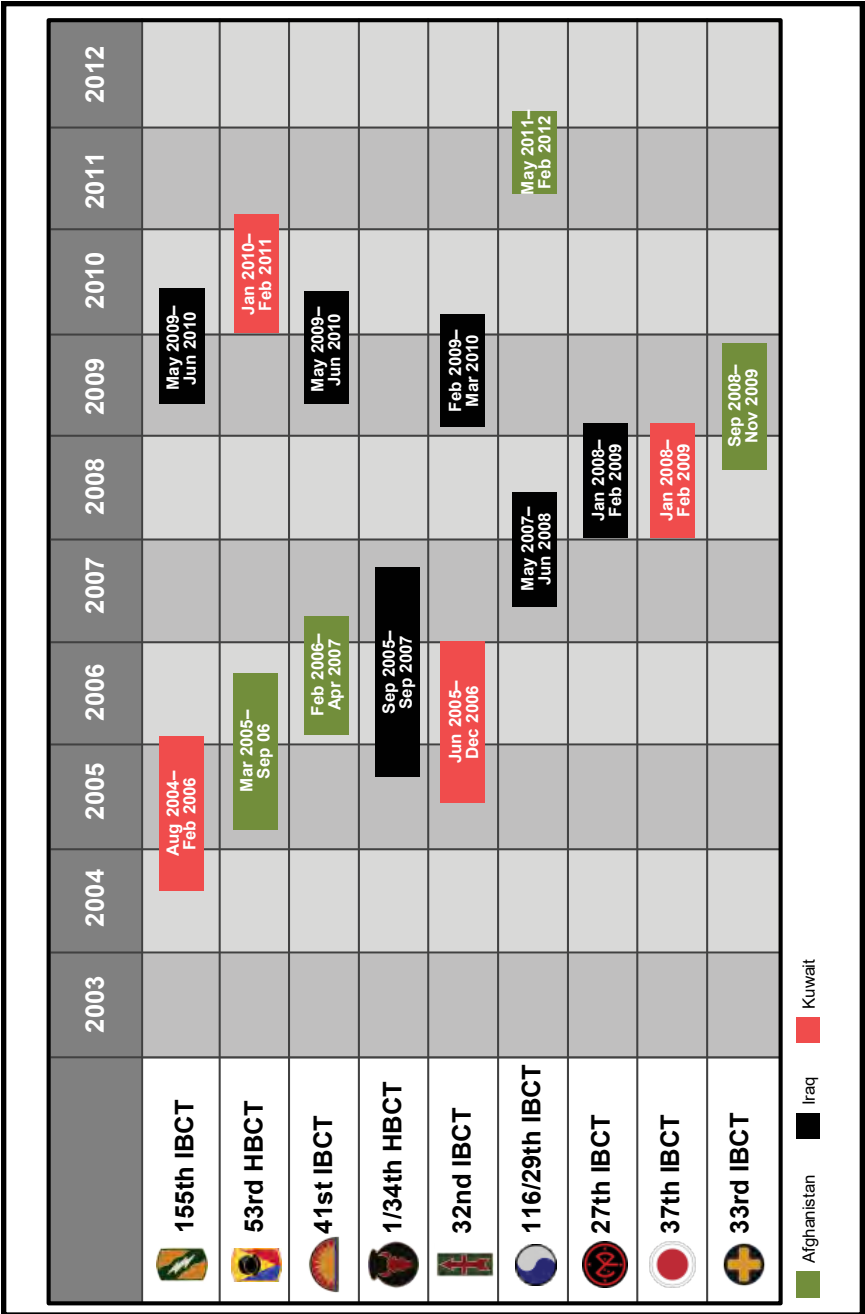 2003 2004 2005 2006 2007 2008 2009 2010 2011 2012
155th IBCT
Aug 2004–
Feb 2006
May 2009–
Jun 2010
53rd HBCT
Mar 2005–
Sep 06
Jan 2010–
Feb 2011
41st IBCT
Feb 2006–
Apr 2007
May 2009–
Jun 2010
1/34th HBCT
Sep 2005–
Sep 2007
32nd IBCT
Jun 2005–
Dec 2006
Feb 2009–
Mar 2010
116/29th IBCT
May 2007–
Jun 2008
May 2011–
Feb 2012
27th IBCT
Jan 2008–
Feb 2009
37th IBCT
Jan 2008–
Feb 2009
33rd IBCT
Sep 2008–
Nov 2009
Afghanistan Iraq Kuwait